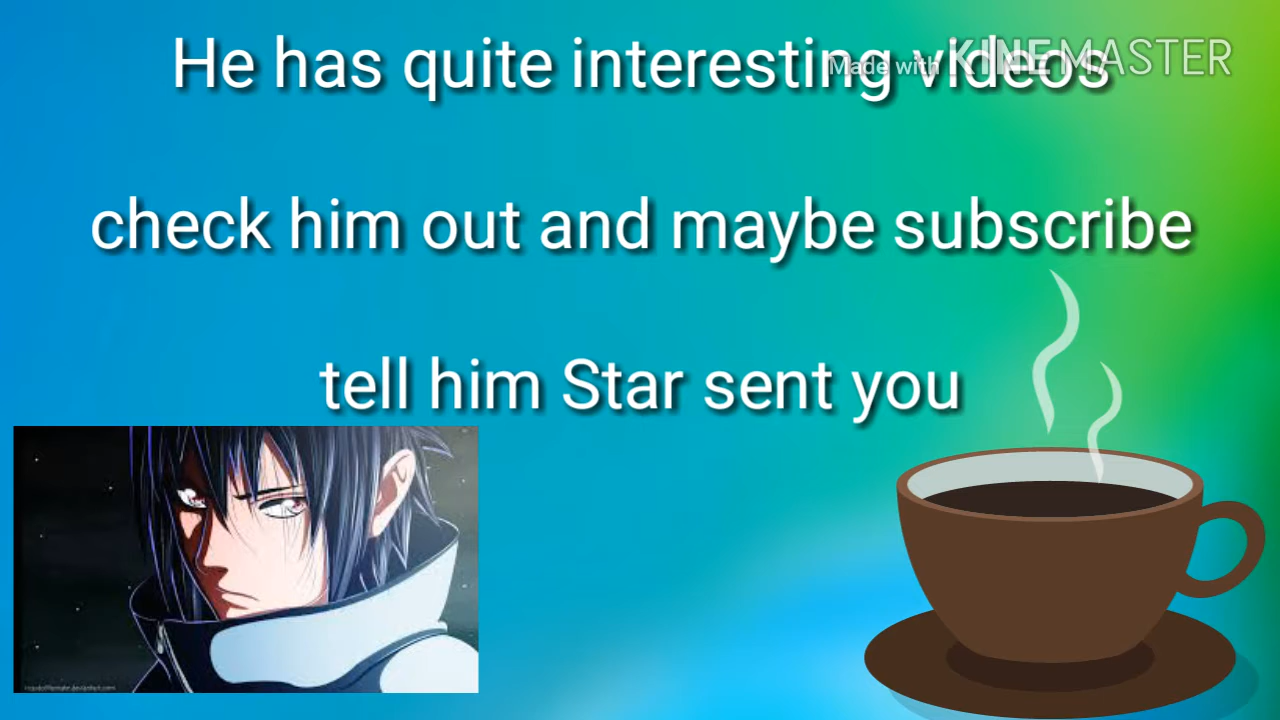 He has quite interesting videos
Made with KINEMASTER
check him out and maybe subscribe
tell him Star sent you